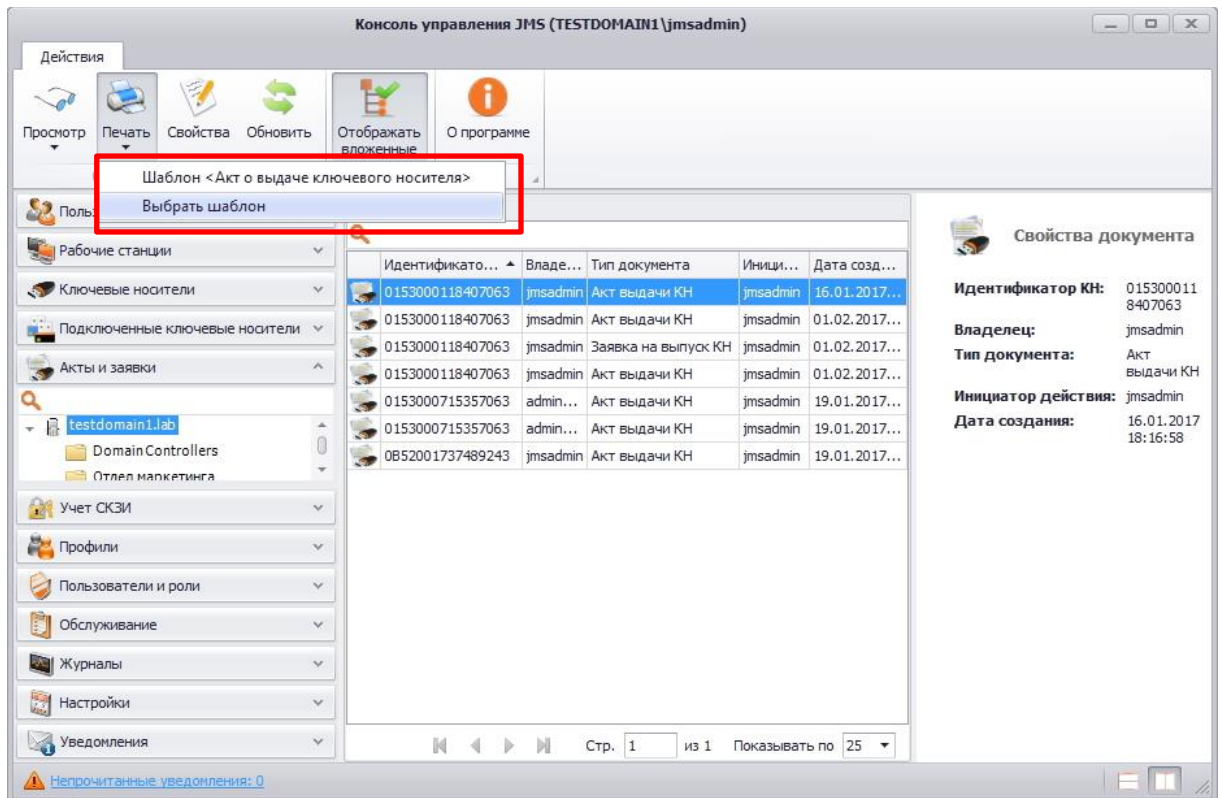 Консоль управления JMS (TESTDOMAIN1\jmsadmin)
Действия
Просмотр Печать Свойства Обновить Отображать вложенные О программе
Шаблон <Акт о выдаче ключевого носителя>
Выбрать шаблон
Рабочие станции
Ключевые носители
Подключенные ключевые носители
Акты и заявки
testdomain1.lab
Domain Controllers
Отдел маркетинга
Учет СКЗИ
Профили
Пользователи и роли
Обслуживание
Журналы
Настройки
Уведомления
Идентификато... Владе... Тип документа Иници... Дата созд...
0153000118407063 jmsadmin Акт выдачи КН jmsadmin 16.01.2017...
0153000118407063 jmsadmin Акт выдачи КН jmsadmin 01.02.2017...
0153000118407063 jmsadmin Заявка на выпуск КН jmsadmin 01.02.2017...
0153000118407063 jmsadmin Акт выдачи КН jmsadmin 01.02.2017...
0153000715357063 admin... Акт выдачи КН jmsadmin 19.01.2017...
0153000715357063 admin... Акт выдачи КН jmsadmin 19.01.2017...
0B52001737489243 jmsadmin Акт выдачи КН jmsadmin 19.01.2017...
Стр. 1 из 1 Показывать по 25
Свойства документа
Идентификатор КН: 015300011
8407063
Владелец: jmsadmin
Тип документа: Акт
выдачи КН
Инициатор действия: jmsadmin
Дата создания: 16.01.2017
18:16:58
Непрочитанные уведомления: 0